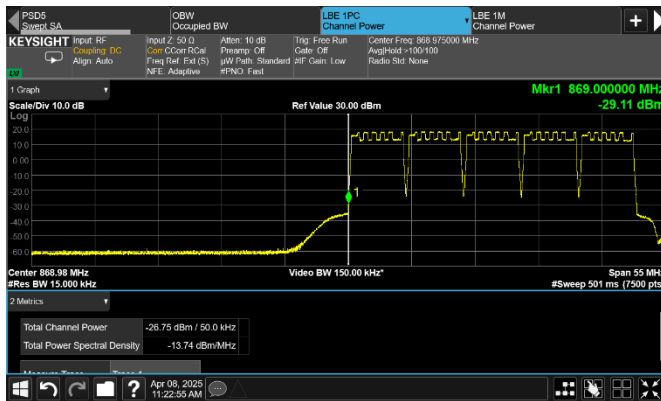 PSD5
Swept SA
OBW
Occupied BW
LBE 1PC
Channel Power
LBE 1M
Channel Power
KEYSIGHT
Input: RF
Coupling: DC
Align: Auto
LXI
Input Z: 50 Ω
Corr CCorr RCal
Freq Ref: Ext (S)
NFE: Adaptive
Atten: 10 dB
Preamp: Off
µW Path: Standard
#PNO: Fast
Trig: Free Run
Gate: Off
#IF Gain: Low
Center Freq: 868.975000 MHz
Avg|Hold:>100/100
Radio Std: None
1 Graph
Scale/Div 10.0 dB
Ref Value 30.00 dBm
Mkr1 869.000000 MHz
-29.11 dBm
Log
20.0
10.0
0.00
-10.0
-20.0
-30.0
-40.0
-50.0
-60.0
1
Center 868.98 MHz
#Res BW 15.000 kHz
Video BW 150.00 kHz*
Span 55 MHz
#Sweep 501 ms (7500 pts)
2 Metrics
Total Channel Power -26.75 dBm / 50.0 kHz
Total Power Spectral Density -13.74 dBm/MHz
Apr 08, 2025
11:22:55 AM